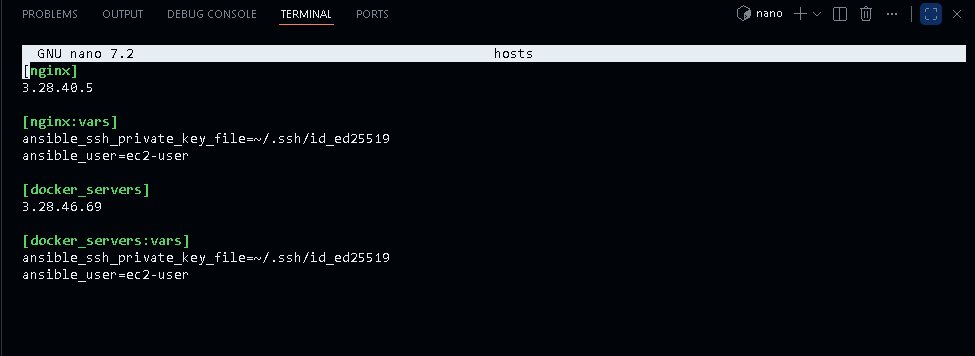 PROBLEMS OUTPUT DEBUG CONSOLE TERMINAL PORTS nano
GNU nano 7.2 hosts
[nginx]
3.28.40.5
[nginx:vars]
ansible_ssh_private_key_file=~/.ssh/id_ed25519
ansible_user=ec2-user
[docker_servers]
3.28.46.69
[docker_servers:vars]
ansible_ssh_private_key_file=~/.ssh/id_ed25519
ansible_user=ec2-user